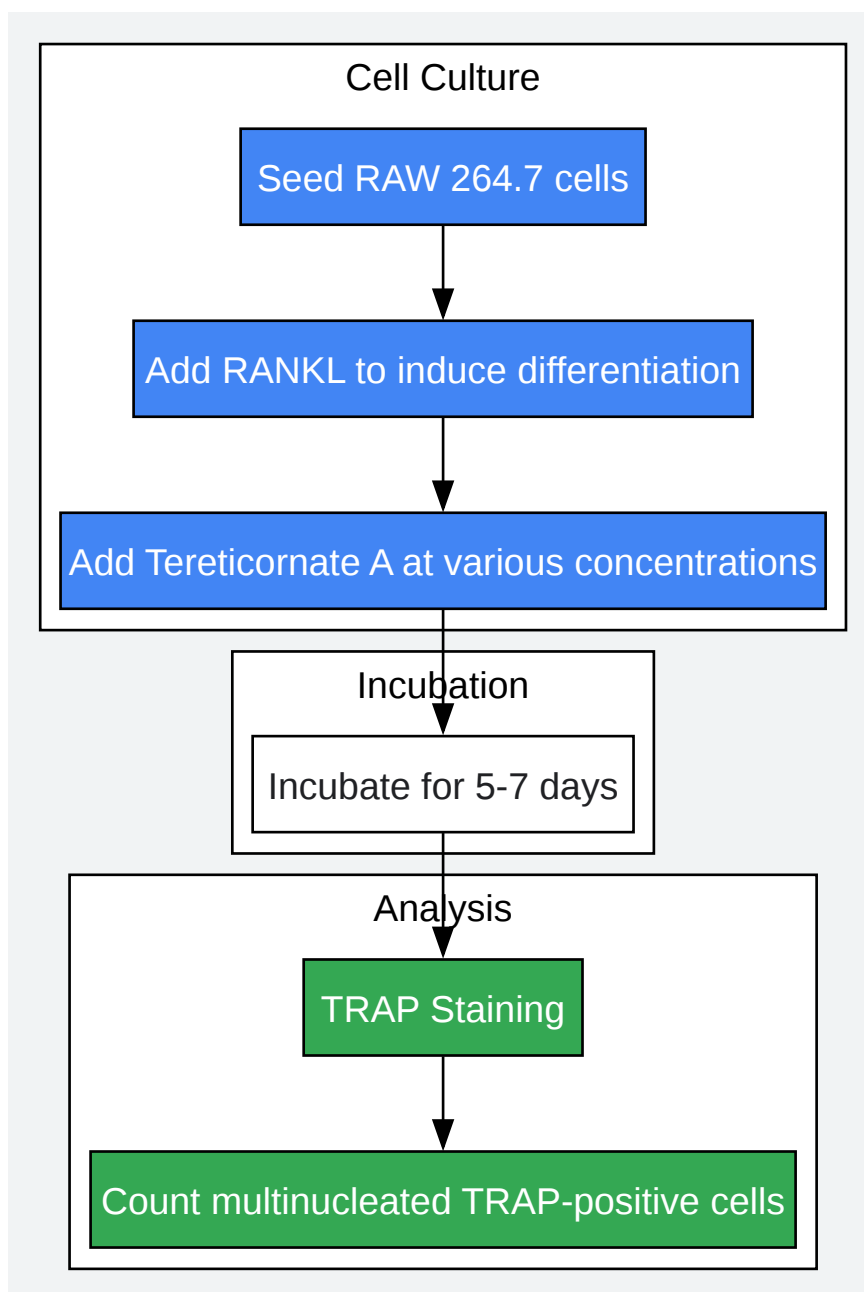 Cell Culture
Seed RAW 264.7 cells
Add RANKL to induce differentiation
Add Tereticornate A at various concentrations
Incubation
Incubate for 5-7 days
Analysis
TRAP Staining
Count multinucleated TRAP-positive cells